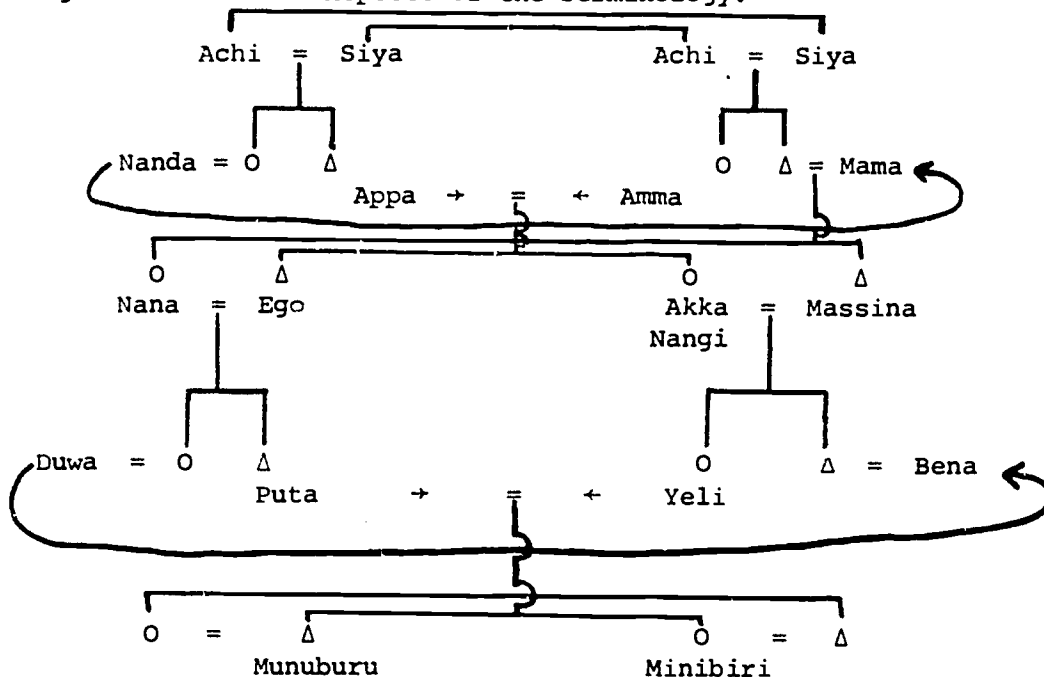 Achi = Siya Achi = Siya
Nanda = O Δ O Δ = Mama
Appa → = ← Amma
O Δ O Δ
Nana = Ego Akka = Massina
Nangi
Duwa = O Δ O Δ = Bena
Puta → = ← Yeli
O = Δ O = Δ
Munuburu Minibiri